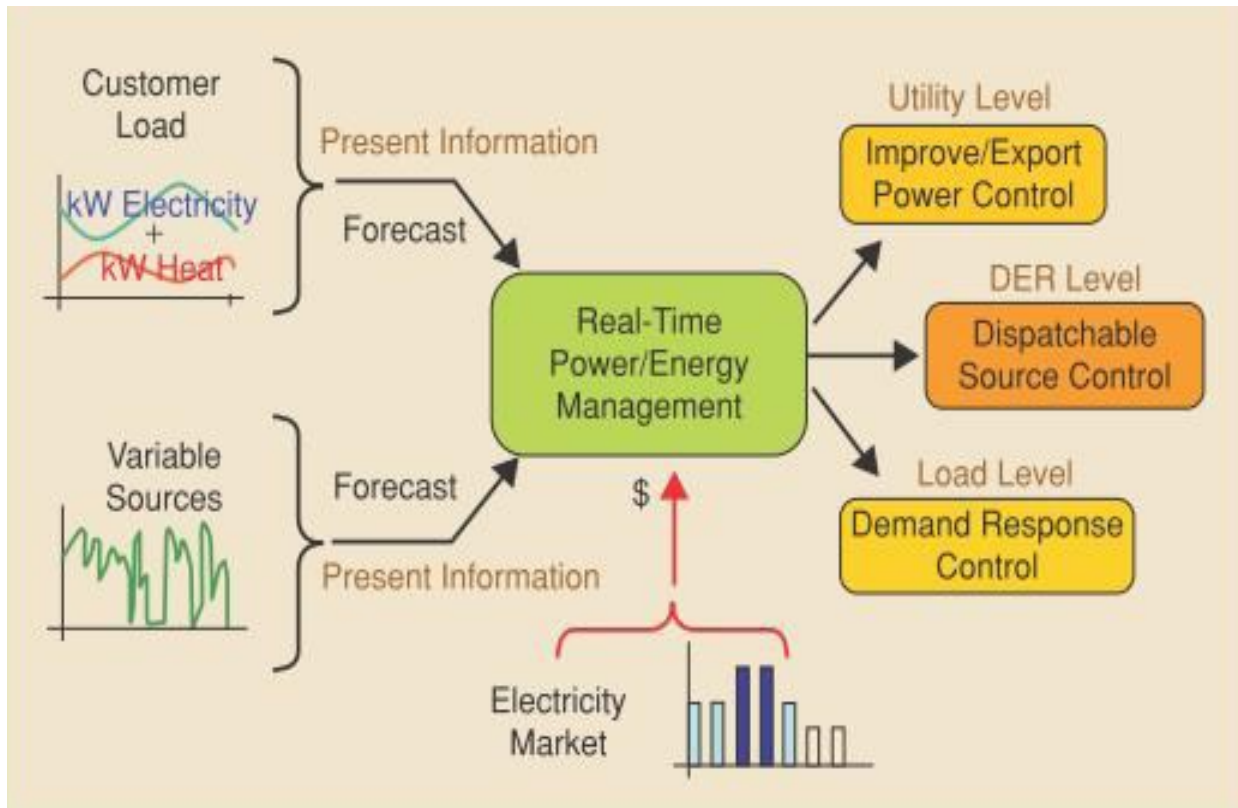 Customer
Load
kW Electricity
+
kW Heat
Present Information
Forecast
Variable
Sources
Forecast
Present Information
Real-Time
Power/Energy
Management
$
Electricity
Market
Utility Level
Improve/Export
Power Control
DER Level
Dispatchable
Source Control
Load Level
Demand Response
Control